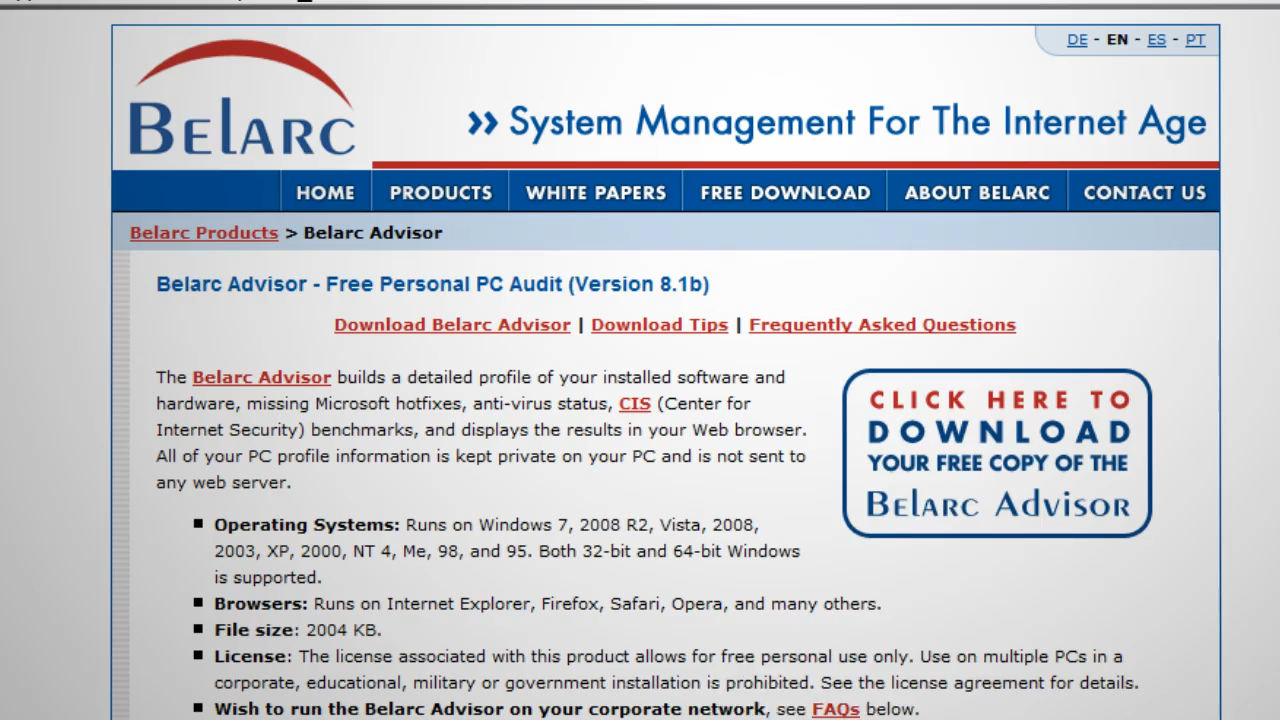 DE - EN - ES - PT
BELARC
›› System Management For The Internet Age
HOME PRODUCTS WHITE PAPERS FREE DOWNLOAD ABOUT BELARC CONTACT US
Belarc Products > Belarc Advisor
Belarc Advisor - Free Personal PC Audit (Version 8.1b)
Download Belarc Advisor | Download Tips | Frequently Asked Questions
The Belarc Advisor builds a detailed profile of your installed software and
hardware, missing Microsoft hotfixes, anti-virus status, CIS (Center for
Internet Security) benchmarks, and displays the results in your Web browser.
All of your PC profile information is kept private on your PC and is not sent to
any web server.
CLICK HERE TO
DOWNLOAD
YOUR FREE COPY OF THE
BELARC ADVISOR
■ Operating Systems: Runs on Windows 7, 2008 R2, Vista, 2008,
2003, XP, 2000, NT 4, Me, 98, and 95. Both 32-bit and 64-bit Windows
is supported.
■ Browsers: Runs on Internet Explorer, Firefox, Safari, Opera, and many others.
■ File size: 2004 KB.
■ License: The license associated with this product allows for free personal use only. Use on multiple PCs in a
corporate, educational, military or government installation is prohibited. See the license agreement for details.
■ Wish to run the Belarc Advisor on your corporate network, see FAQs below.